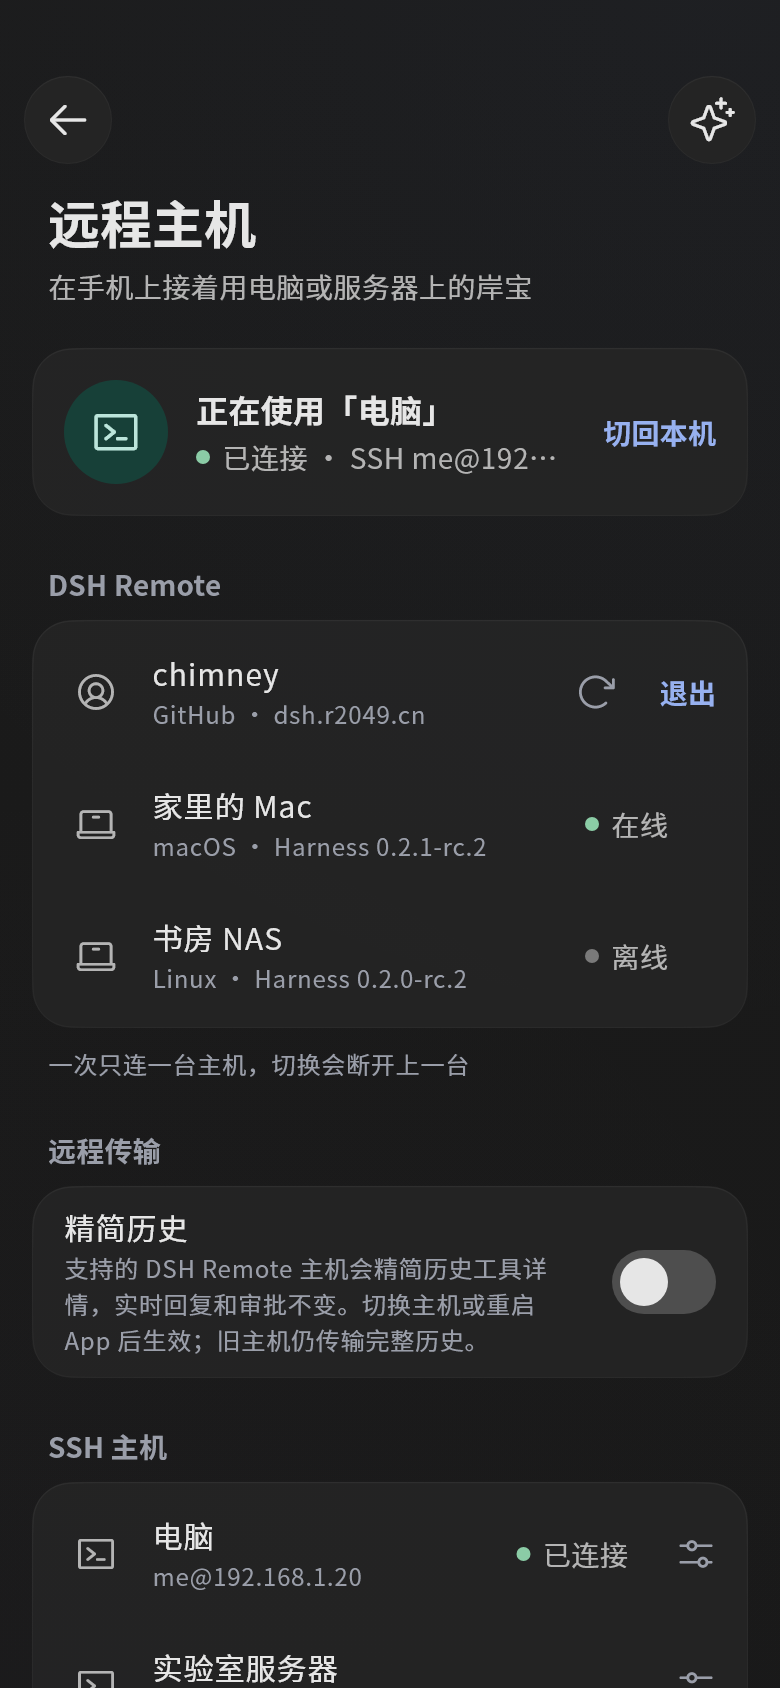 远程主机
在手机上接着用电脑或服务器上的岸宝
正在使用「电脑」
已连接 · SSH me@192…
切回本机
DSH Remote
chimney
GitHub · dsh.r2049.cn
退出
家里的 Mac
macOS · Harness 0.2.1-rc.2
在线
书房 NAS
Linux · Harness 0.2.0-rc.2
离线
一次只连一台主机，切换会断开上一台
远程传输
精简历史
支持的 DSH Remote 主机会精简历史工具详
情，实时回复和审批不变。切换主机或重启
App 后生效；旧主机仍传输完整历史。
SSH 主机
电脑
me@192.168.1.20
已连接
实验室服务器